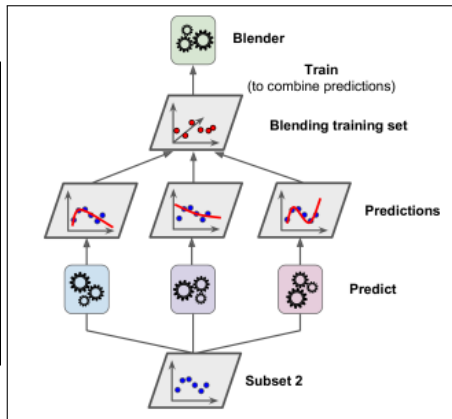 Blender
Train
(to combine predictions)
Blending training set
Predictions
Predict
Subset 2